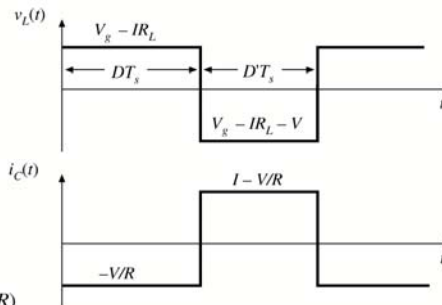 v_L(t)
V_g – IR_L
DT_s
D'T_s
t
V_g – IR_L – V
i_C(t)
I – V/R
t
–V/R
R)